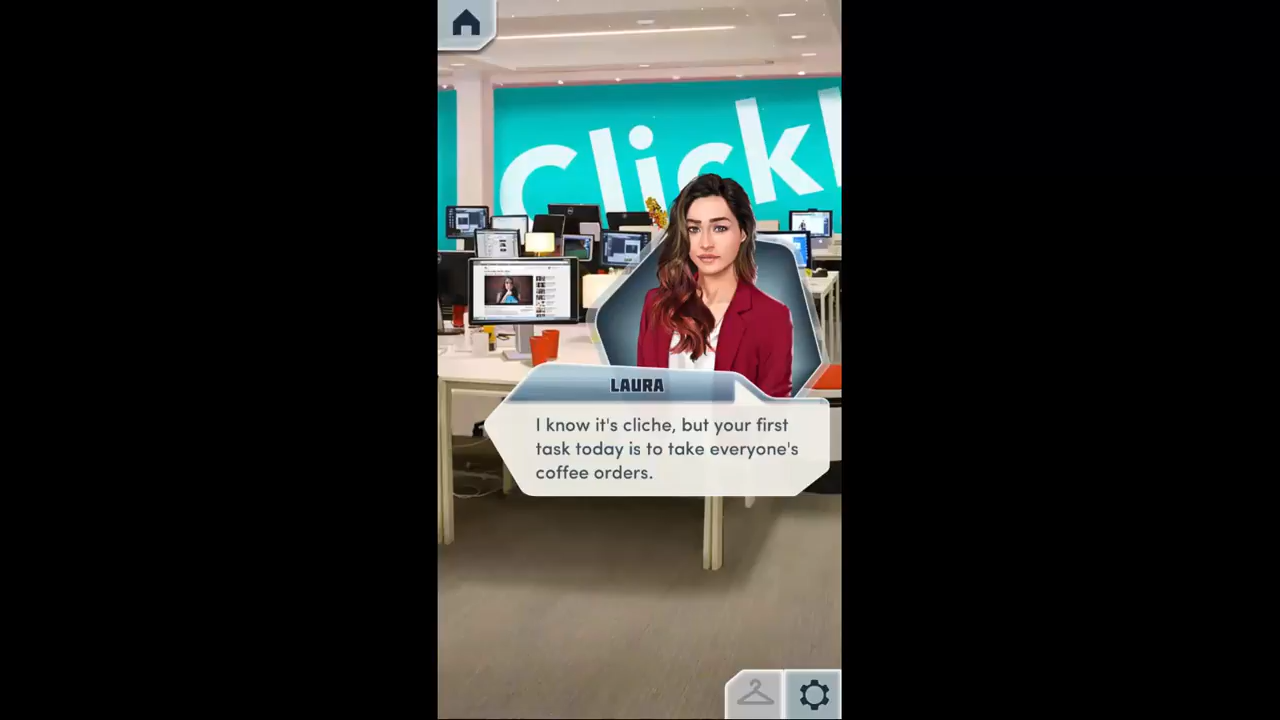 Click
LAURA
I know it's cliche, but your first
task today is to take everyone's
coffee orders.